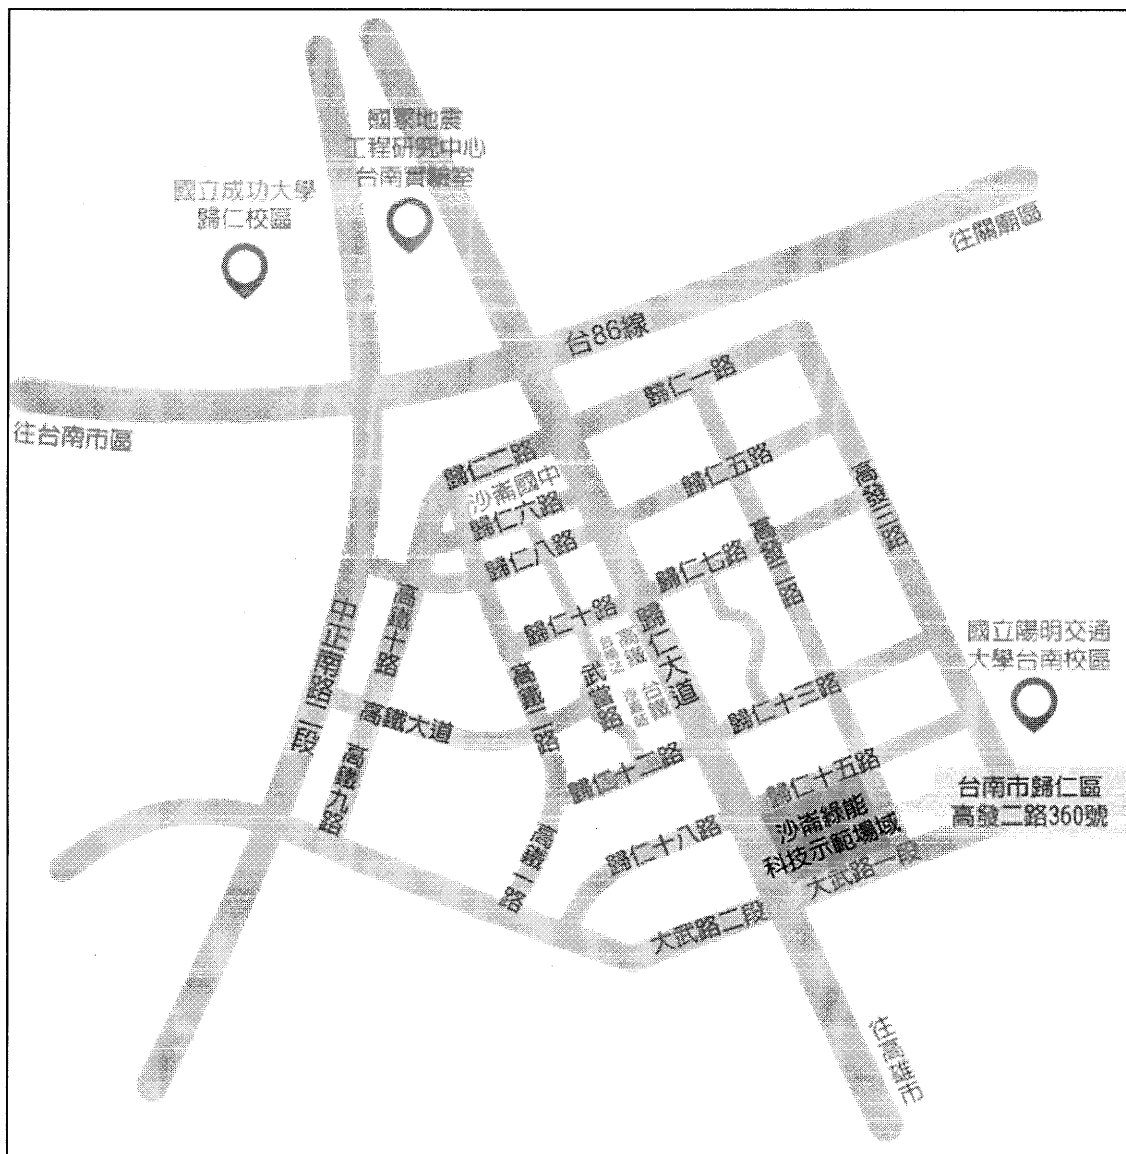 國家地震
工程研究中心
台南實驗室
國立成功大學
歸仁校區
往關廟區
台86線
往台南市區
歸仁一路
歸仁二路
沙崙國中
歸仁五路
歸仁六路
歸仁八路
高發三路
高發二路
歸仁七路
高鐵十路
歸仁十路
歸仁大道
中正南路二段
國立陽明交通
大學台南校區
高鐵二路
武當路
高鐵
台鐵
高鐵大道
歸仁十三路
歸仁十二路
高鐵九路
歸仁十五路
台南市歸仁區
高發二路360號
沙崙綠能
科技示範場域
歸仁十八路
高鐵一路
大武路一段
大武路二段
往高雄市